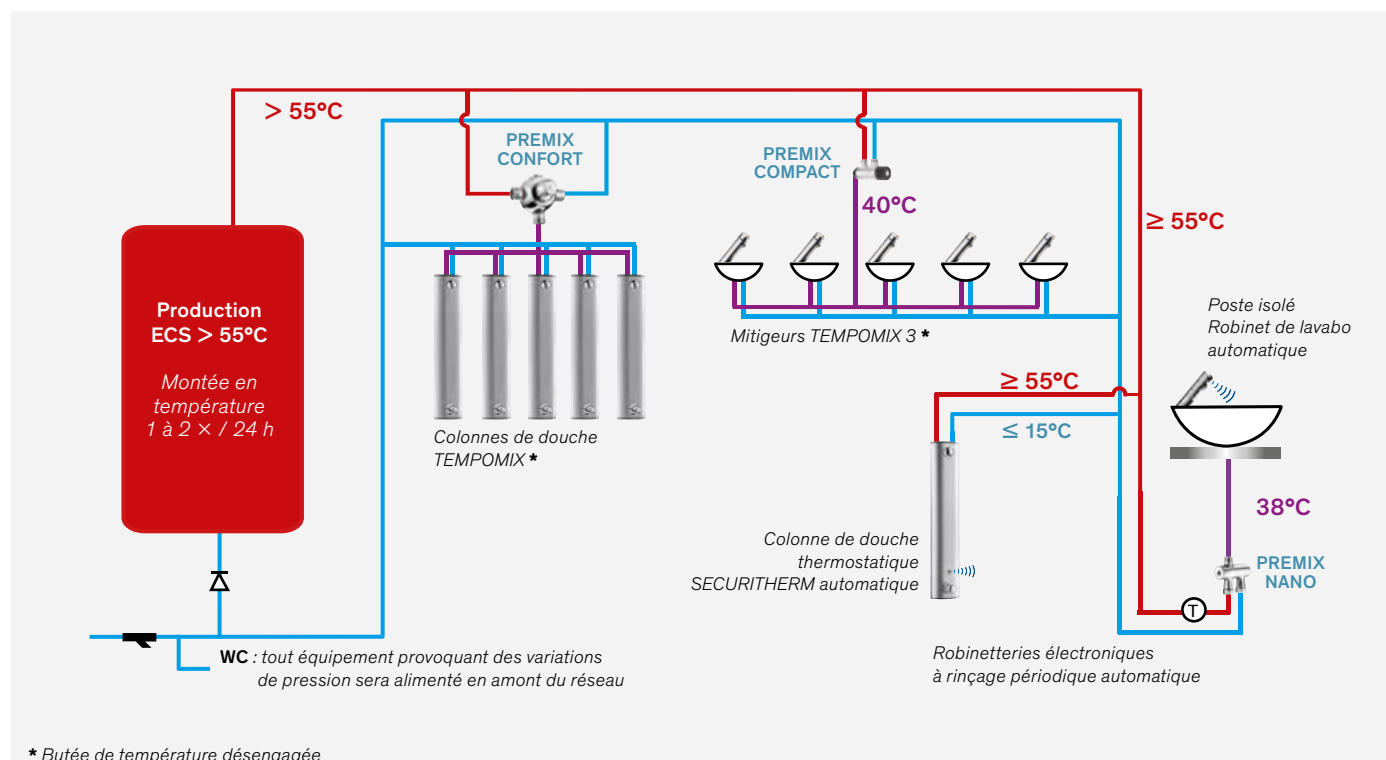 > 55°C
PREMIX
CONFORT
PREMIX
COMPACT
40°C
≥ 55°C
Production
ECS > 55°C
Montée en
température
1 à 2 × / 24 h
Poste isolé
Robinet de lavabo
automatique
Mitigeurs TEMPOMIX 3 *
≥ 55°C
≤ 15°C
Colonnes de douche
TEMPOMIX *
38°C
Colonne de douche
thermostatique
SECURITHERM automatique
PREMIX
NANO
T
WC : tout équipement provoquant des variations
de pression sera alimenté en amont du réseau
Robinetteries électroniques
à rinçage périodique automatique
* Butée de température désengagée